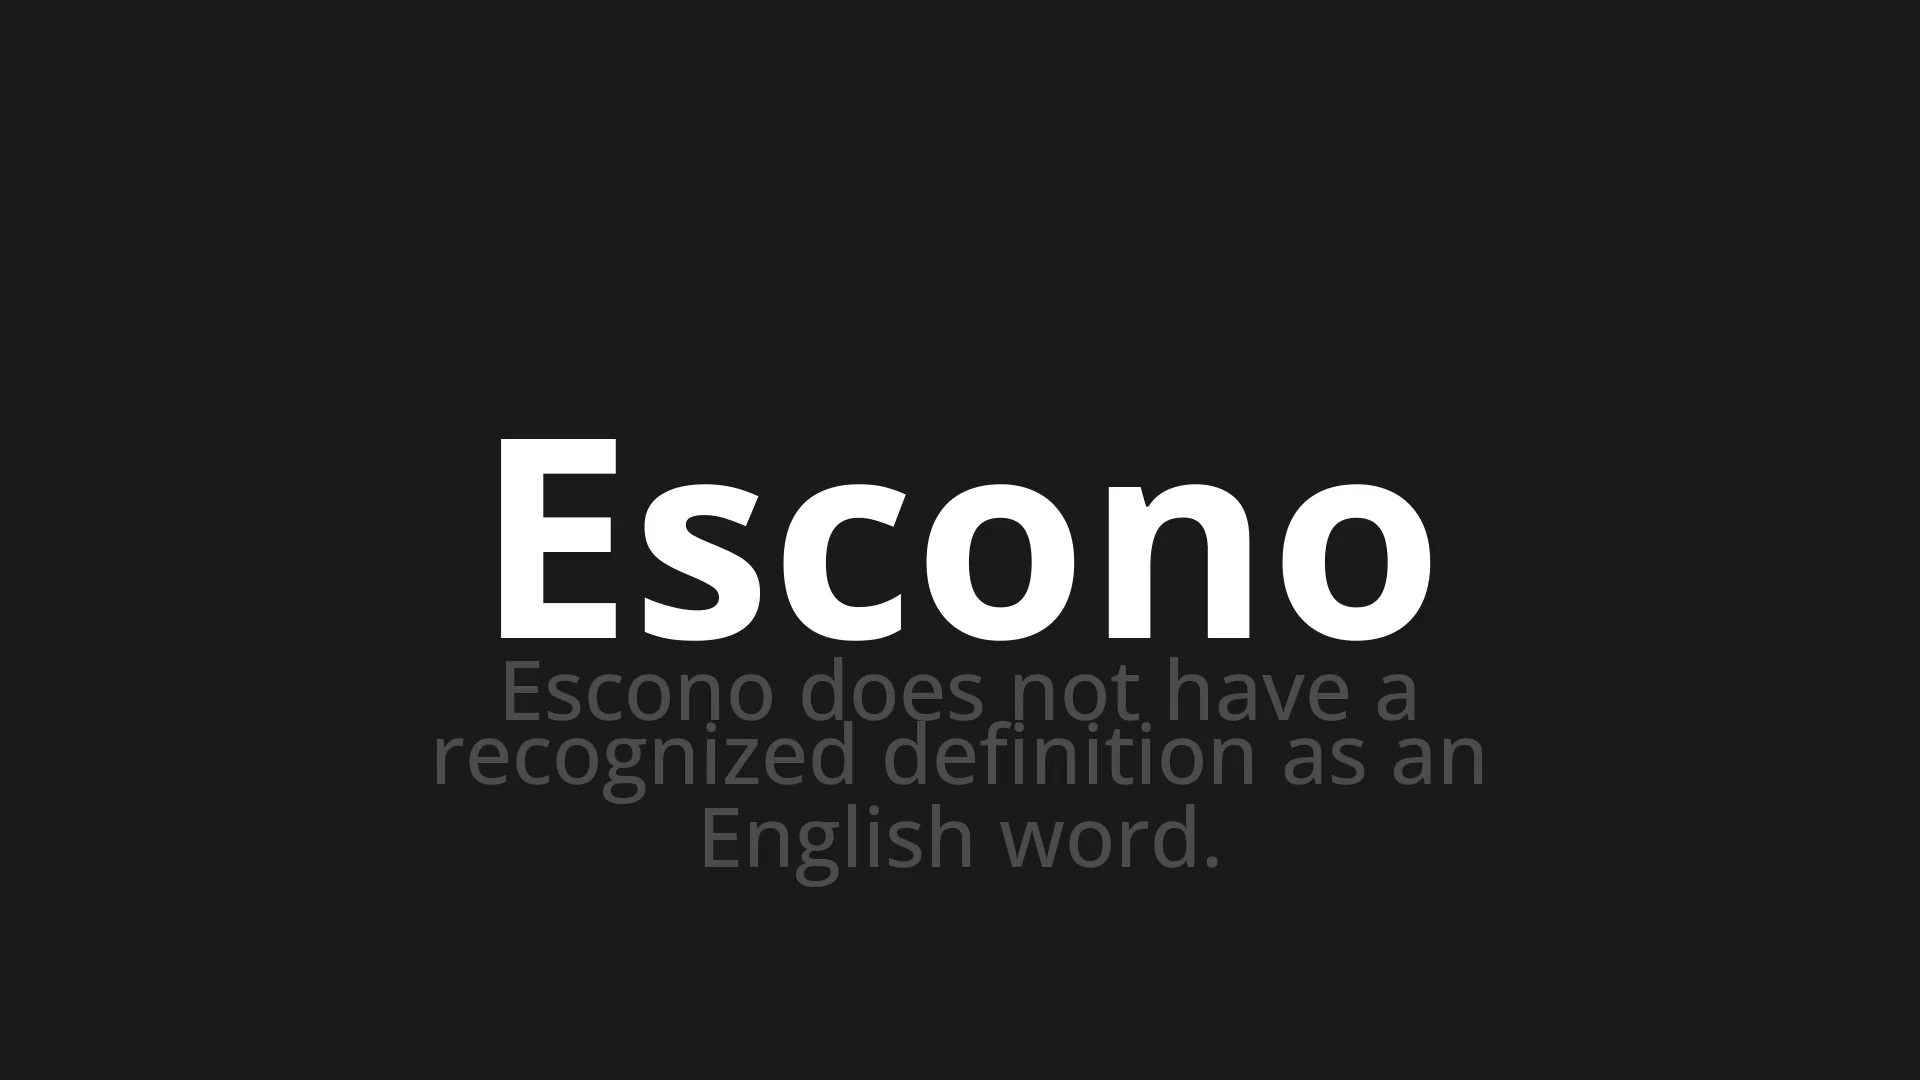 Escono
Escono does not have a
recognized definition as an
English word.